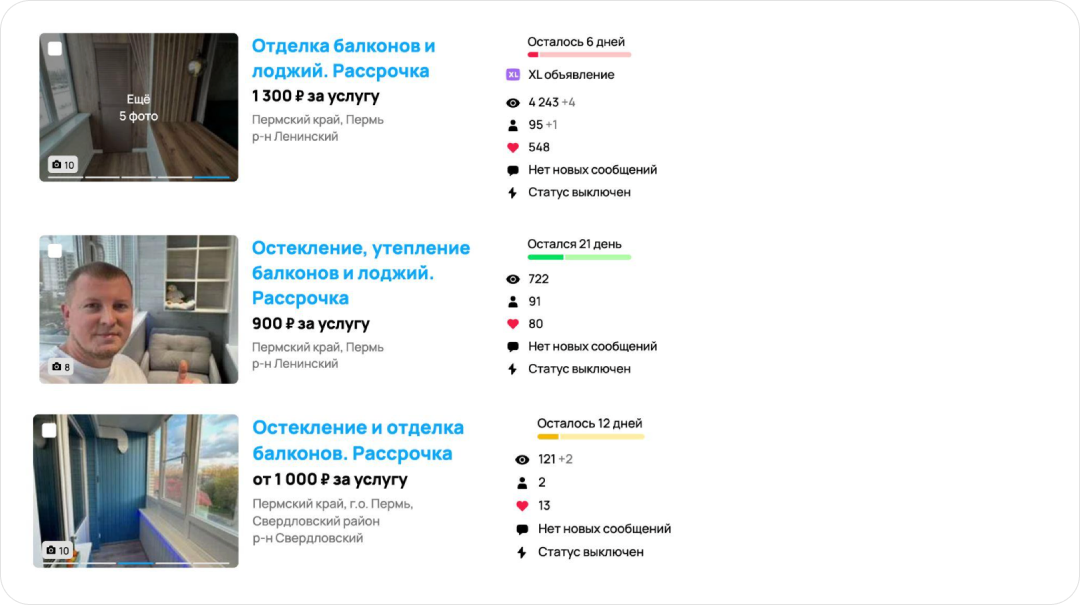 Ещё
5 фото
10
Отделка балконов и
лоджий. Рассрочка
1 300 ₽ за услугу
Пермский край, Пермь
р-н Ленинский
Осталось 6 дней
XL XL объявление
4 243 +4
95 +1
548
Нет новых сообщений
Статус выключен
8
Остекление, утепление
балконов и лоджий.
Рассрочка
900 ₽ за услугу
Пермский край, Пермь
р-н Ленинский
Остался 21 день
722
91
80
Нет новых сообщений
Статус выключен
10
Остекление и отделка
балконов. Рассрочка
от 1 000 ₽ за услугу
Пермский край, г.о. Пермь,
Свердловский район
р-н Свердловский
Осталось 12 дней
121 +2
2
13
Нет новых сообщений
Статус выключен